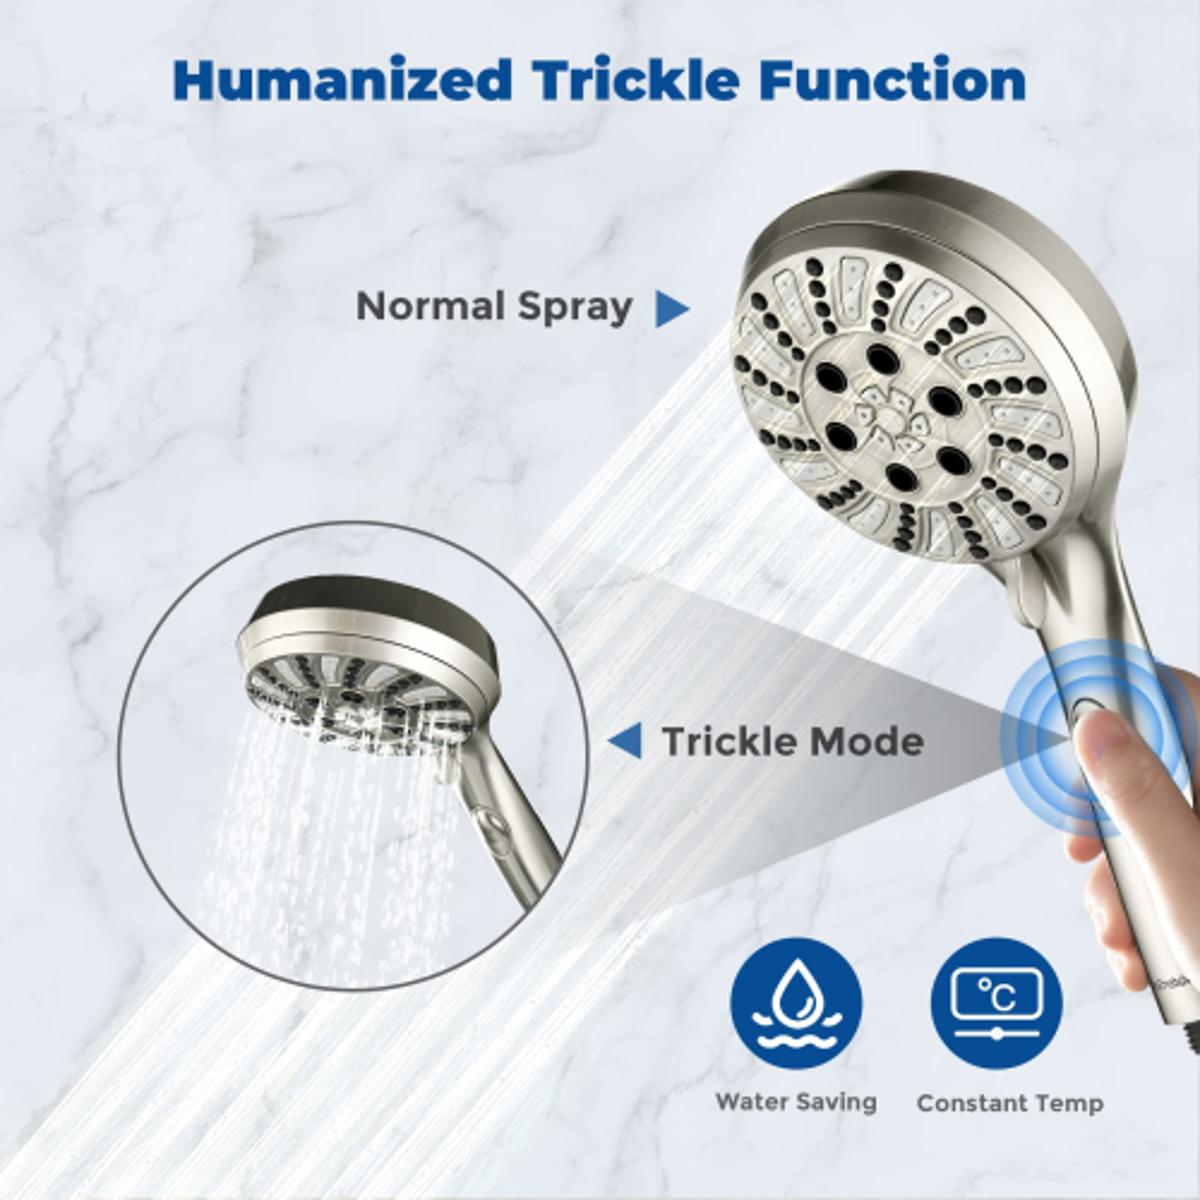 Humanized Trickle Function
Normal Spray
Trickle Mode
°C
Water Saving
Constant Temp